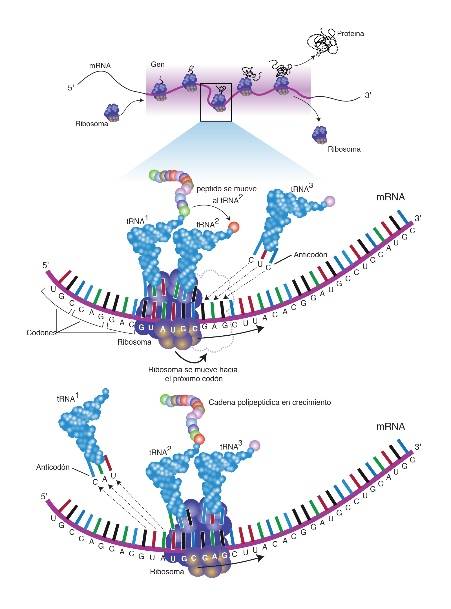 Proteina
Gen
mRNA
5'
3'
Ribosoma
Ribosoma
péptido se mueve
al tRNA2
tRNA3
tRNA1
tRNA2
mRNA
3'
C U C
Anticodón
5'
U G C C A G C A C G U A U G C G A G C U U A C A C G G A U G C C U C C A U G C
Codones
Ribosoma
Ribosoma se mueve hacia
el próximo codón
tRNA1
Cadena polipeptidica en crecimiento
mRNA
tRNA2
tRNA3
3'
Anticodón
C A U
5'
U G C C A G C A C G U A U G C G A G C U U A C A C G G A U G C C
Ribosoma